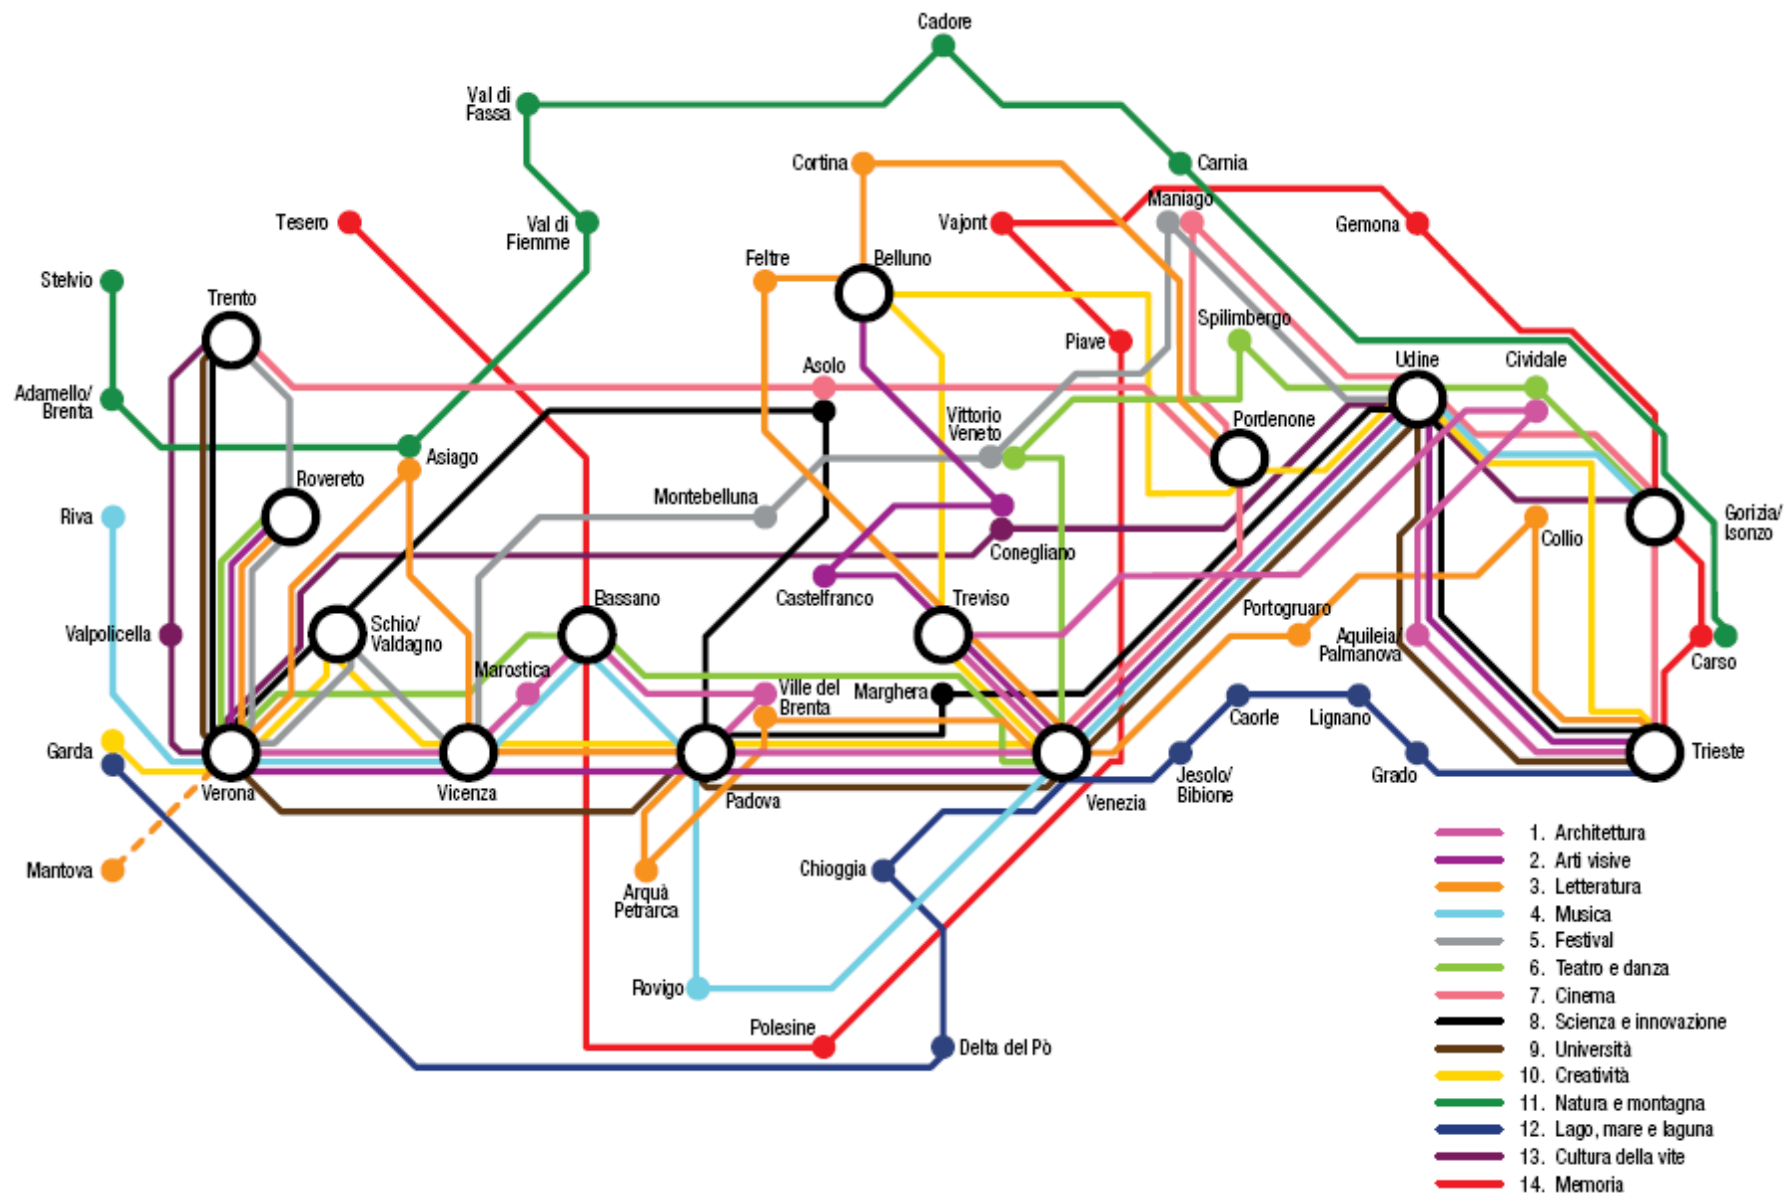 Cadore
Val di
Fassa
Cortina
Carnia
Maniago
Tesero
Val di
Fiemme
Vajont
Gemona
Stelvio
Trento
Feltre
Belluno
Spilimbergo
Piave
Udine
Cividale
Asolo
Adamello/
Brenta
Vittorio
Veneto
Pordenone
Asiago
Rovereto
Montebelluna
Riva
Conegliano
Collio
Gorizia/
Isonzo
Castelfranco
Bassano
Treviso
Portogruaro
Schio/
Valdagno
Valpolicella
Aquileia/
Palmanova
Carso
Marostica
Ville del
Brenta
Marghera
Caorle
Lignano
Garda
Trieste
Jesolo/
Bibione
Grado
Verona
Vicenza
Padova
Venezia
Mantova
Arquà
Petrarca
Chioggia
Rovigo
Polesine
Delta del Pò
1. Architettura
2. Arti visive
3. Letteratura
4. Musica
5. Festival
6. Teatro e danza
7. Cinema
8. Scienza e innovazione
9. Università
10. Creatività
11. Natura e montagna
12. Lago, mare e laguna
13. Cultura della vite
14. Memoria